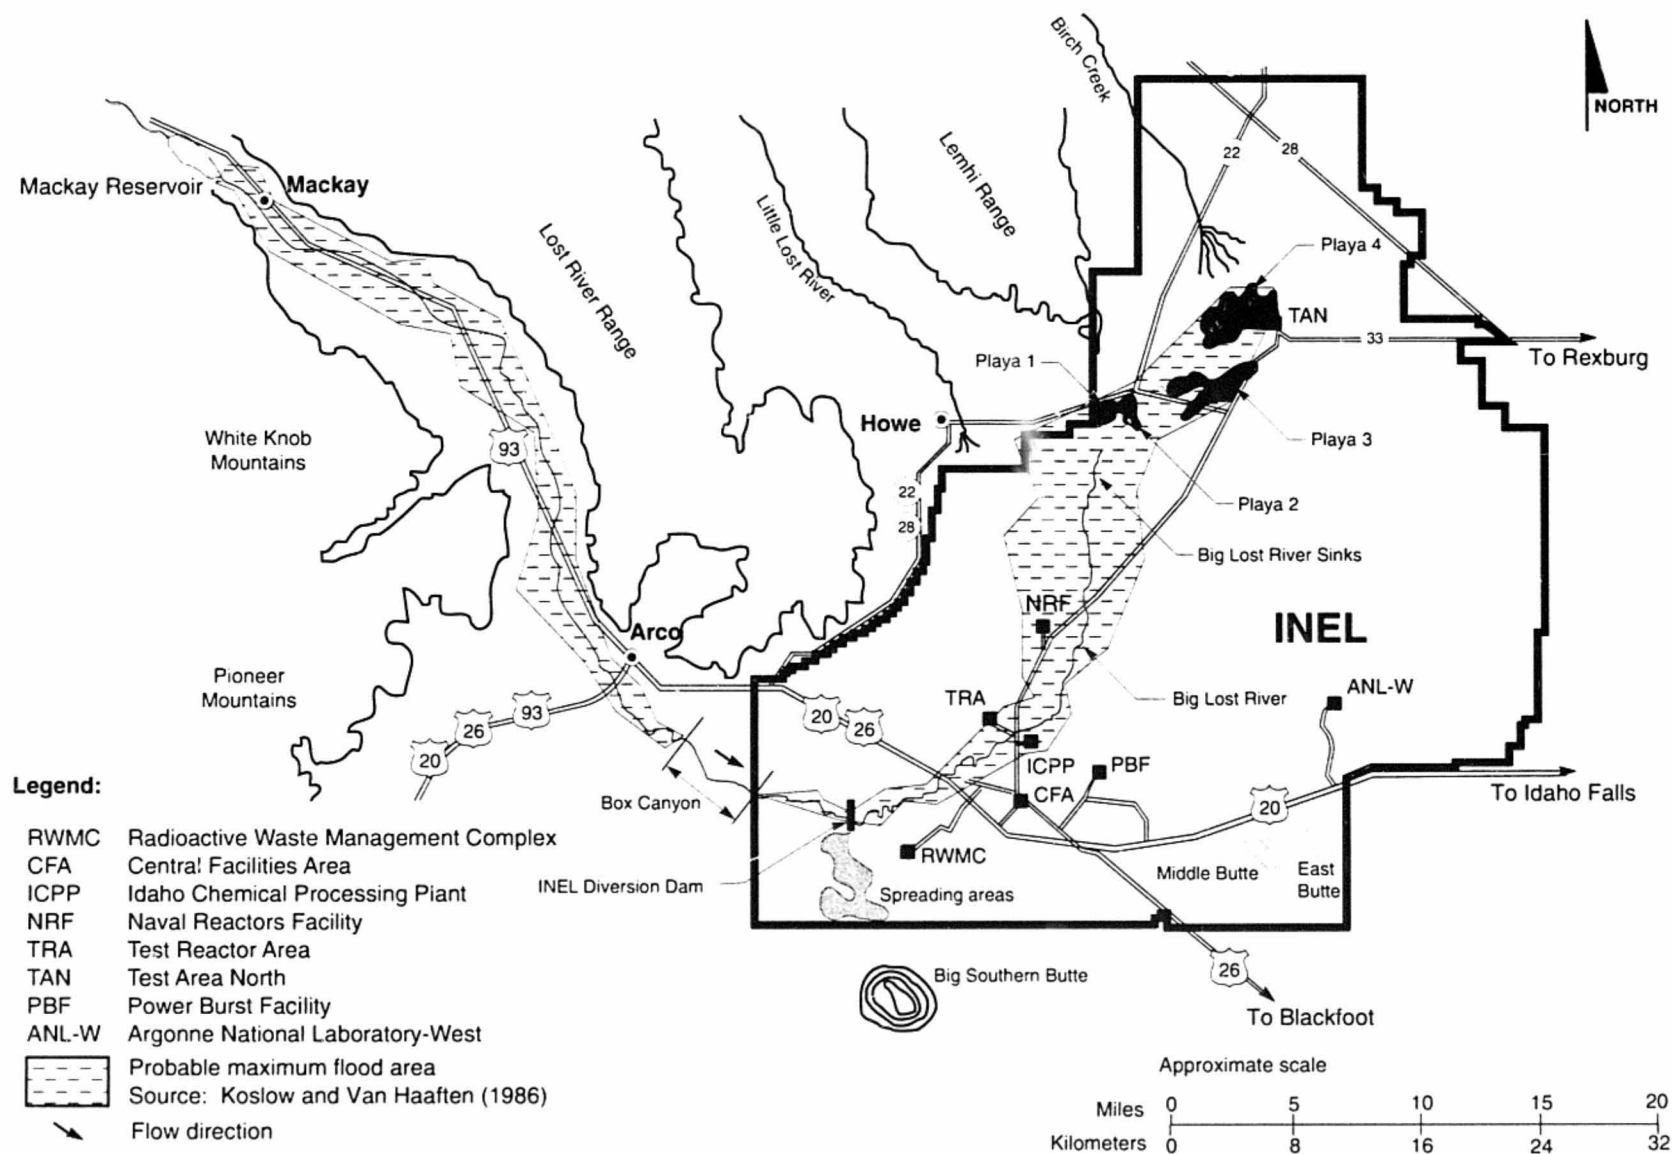 Birch Creek
NORTH
22
28
Mackay Reservoir
Mackay
Lost River Range
Little Lost River
Lemhi Range
Playa 4
TAN
33
To Rexburg
Playa 1
Howe
White Knob
Mountains
93
Playa 3
22
28
Playa 2
Big Lost River Sinks
NRF
INEL
Arco
Pioneer
Mountains
TRA
Big Lost River
ANL-W
93
26
20
20
26
ICPP
PBF
CFA
Box Canyon
20
To Idaho Falls
RWMC
Middle Butte
East
Butte
INEL Diversion Dam
Spreading areas
Big Southern Butte
26
To Blackfoot
Legend:
RWMC Radioactive Waste Management Complex
CFA Central Facilities Area
ICPP Idaho Chemical Processing Plant
NRF Naval Reactors Facility
TRA Test Reactor Area
TAN Test Area North
PBF Power Burst Facility
ANL-W Argonne National Laboratory-West
Probable maximum flood area
Source: Koslow and Van Haaften (1986)
Flow direction
Approximate scale
Miles 0 5 10 15 20
Kilometers 0 8 16 24 32